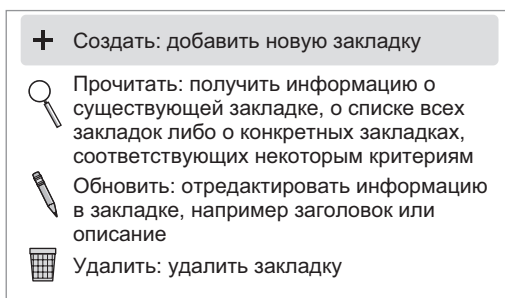 Создать: добавить новую закладку
Прочитать: получить информацию о
существующей закладке, о списке всех
закладок либо о конкретных закладках,
соответствующих некоторым критериям
Обновить: отредактировать информацию
в закладке, например заголовок или
описание
Удалить: удалить закладку